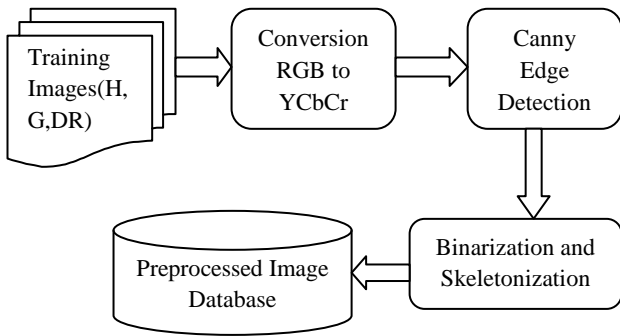 Training
Images(H,
G,DR)
Conversion
RGB to
YCbCr
Canny
Edge
Detection
Binarization and
Skeletonization
Preprocessed Image
Database